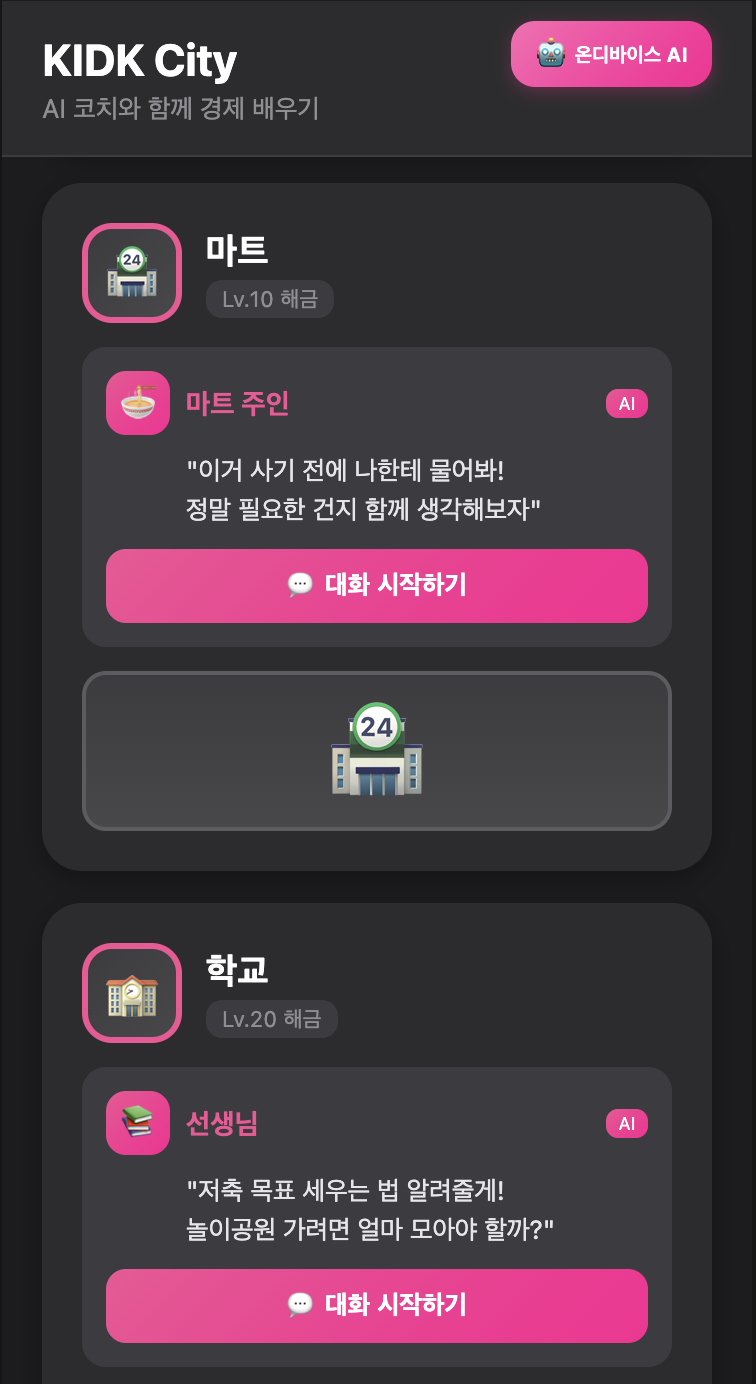 KIDK City
온디바이스 AI
AI 코치와 함께 경제 배우기
마트
Lv.10 해금
마트 주인
AI
"이거 사기 전에 나한테 물어봐!
정말 필요한 건지 함께 생각해보자"
대화 시작하기
24
학교
Lv.20 해금
선생님
AI
"저축 목표 세우는 법 알려줄게!
놀이공원 가려면 얼마 모아야 할까?"
대화 시작하기